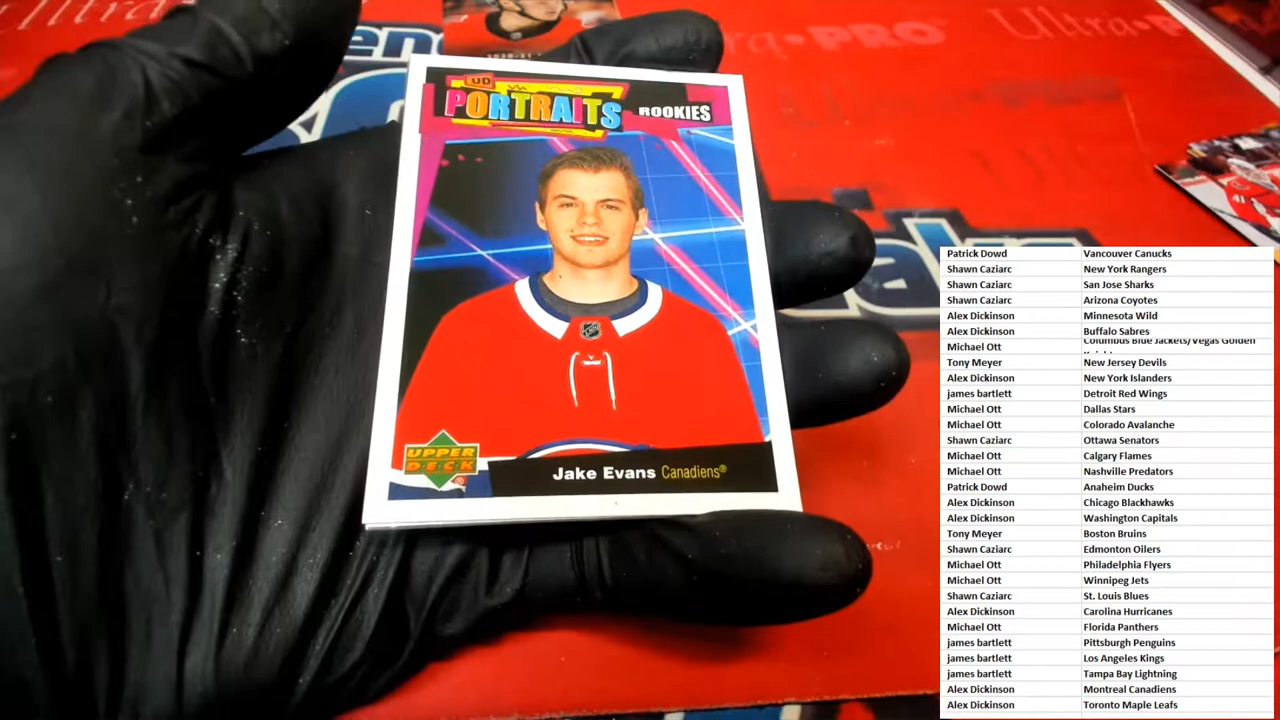 Ultra·PRO
UD
PORTRAITS
ROOKIES
NHL
UPPER
DECK
Jake Evans Canadiens®
41
Patrick Dowd Vancouver Canucks
Shawn Caziarc New York Rangers
Shawn Caziarc San Jose Sharks
Shawn Caziarc Arizona Coyotes
Alex Dickinson Minnesota Wild
Alex Dickinson Buffalo Sabres
Michael Ott Columbus Blue Jackets/Vegas Golden
Tony Meyer New Jersey Devils
Alex Dickinson New York Islanders
james bartlett Detroit Red Wings
Michael Ott Dallas Stars
Michael Ott Colorado Avalanche
Shawn Caziarc Ottawa Senators
Michael Ott Calgary Flames
Michael Ott Nashville Predators
Patrick Dowd Anaheim Ducks
Alex Dickinson Chicago Blackhawks
Alex Dickinson Washington Capitals
Tony Meyer Boston Bruins
Shawn Caziarc Edmonton Oilers
Michael Ott Philadelphia Flyers
Michael Ott Winnipeg Jets
Shawn Caziarc St. Louis Blues
Alex Dickinson Carolina Hurricanes
Michael Ott Florida Panthers
james bartlett Pittsburgh Penguins
james bartlett Los Angeles Kings
james bartlett Tampa Bay Lightning
Alex Dickinson Montreal Canadiens
Alex Dickinson Toronto Maple Leafs